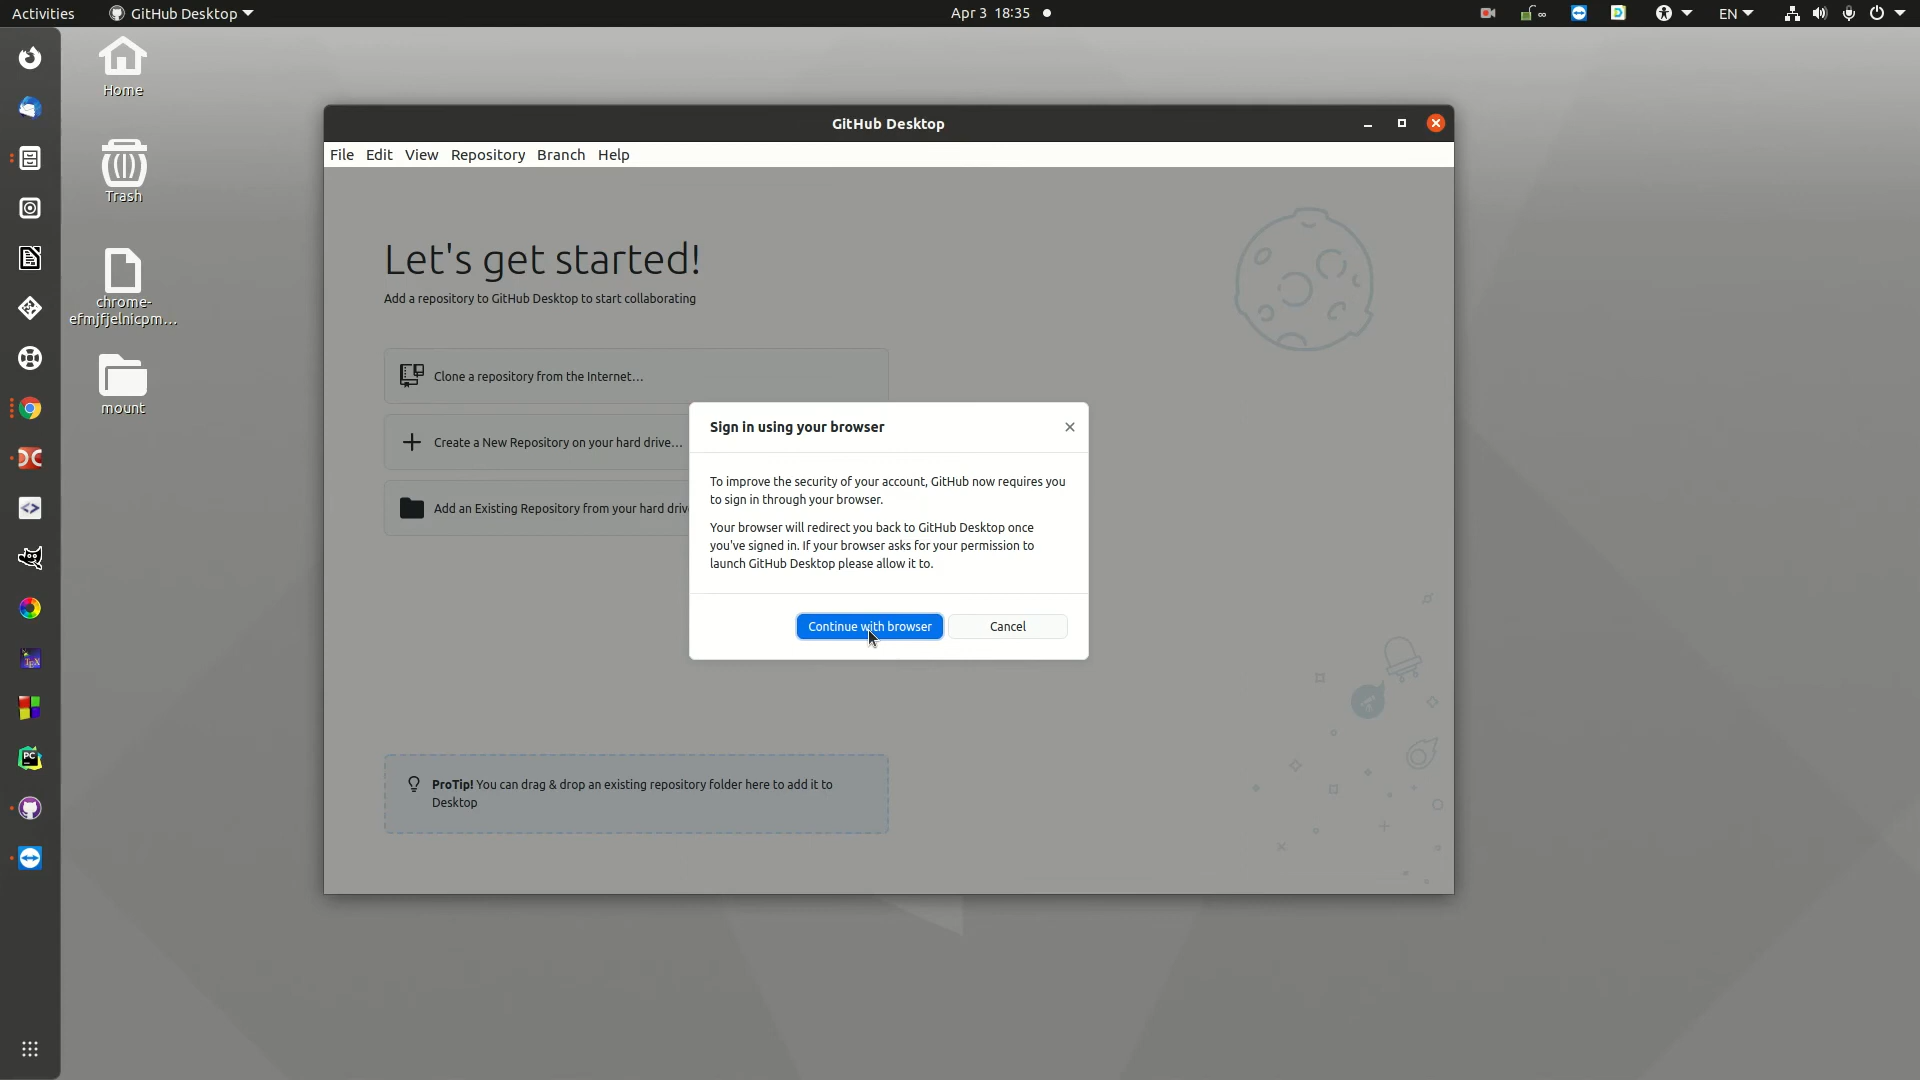 Activities
GitHub Desktop
Apr 3 18:35
EN
Home
Trash
chrome-
efmjfjelnicpm...
mount
GitHub Desktop
File Edit View Repository Branch Help
Let's get started!
Add a repository to GitHub Desktop to start collaborating
Clone a repository from the Internet...
Create a New Repository on your hard drive...
Add an Existing Repository from your hard driv
Sign in using your browser
To improve the security of your account, GitHub now requires you
to sign in through your browser.
Your browser will redirect you back to GitHub Desktop once
you've signed in. If your browser asks for your permission to
launch GitHub Desktop please allow it to.
Continue with browser
Cancel
ProTip! You can drag & drop an existing repository folder here to add it to
Desktop
TEX
PC